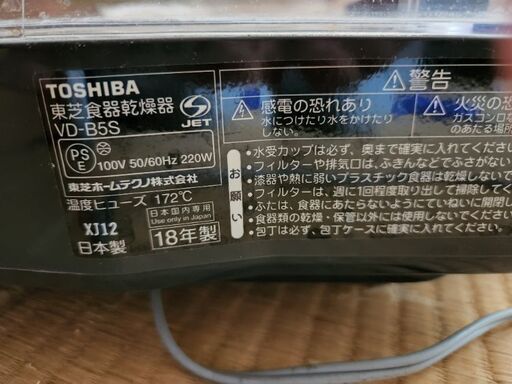 TOSHIBA
東芝食器乾燥器
VD-B5S
S JET
PS E 100V 50/60Hz 220W
東芝ホームテクノ株式会社
温度ヒューズ 172℃
XJ12
日本製
日本国内専用
Use only in Japan
18年製
警告
感電の恐れあり
水につけたり水をかけたり
しない。
火災の恐
ガスコンロな
のある場所
お願い
・水受カップは必ず、奥まで確実に入れてくださ
・フィルターや排気口は、ふきんなどでふさがない
・漆器や熱に弱いプラスチック食器は乾燥しないで
・フィルターは、週に1回程度取り出して掃除してく
・ふたは、食器にあたらないようにていねいに開閉し
・食器類の乾燥・保管以外には使用しないでくださ
・包丁は必ず、包丁ケースに確実に入れてください